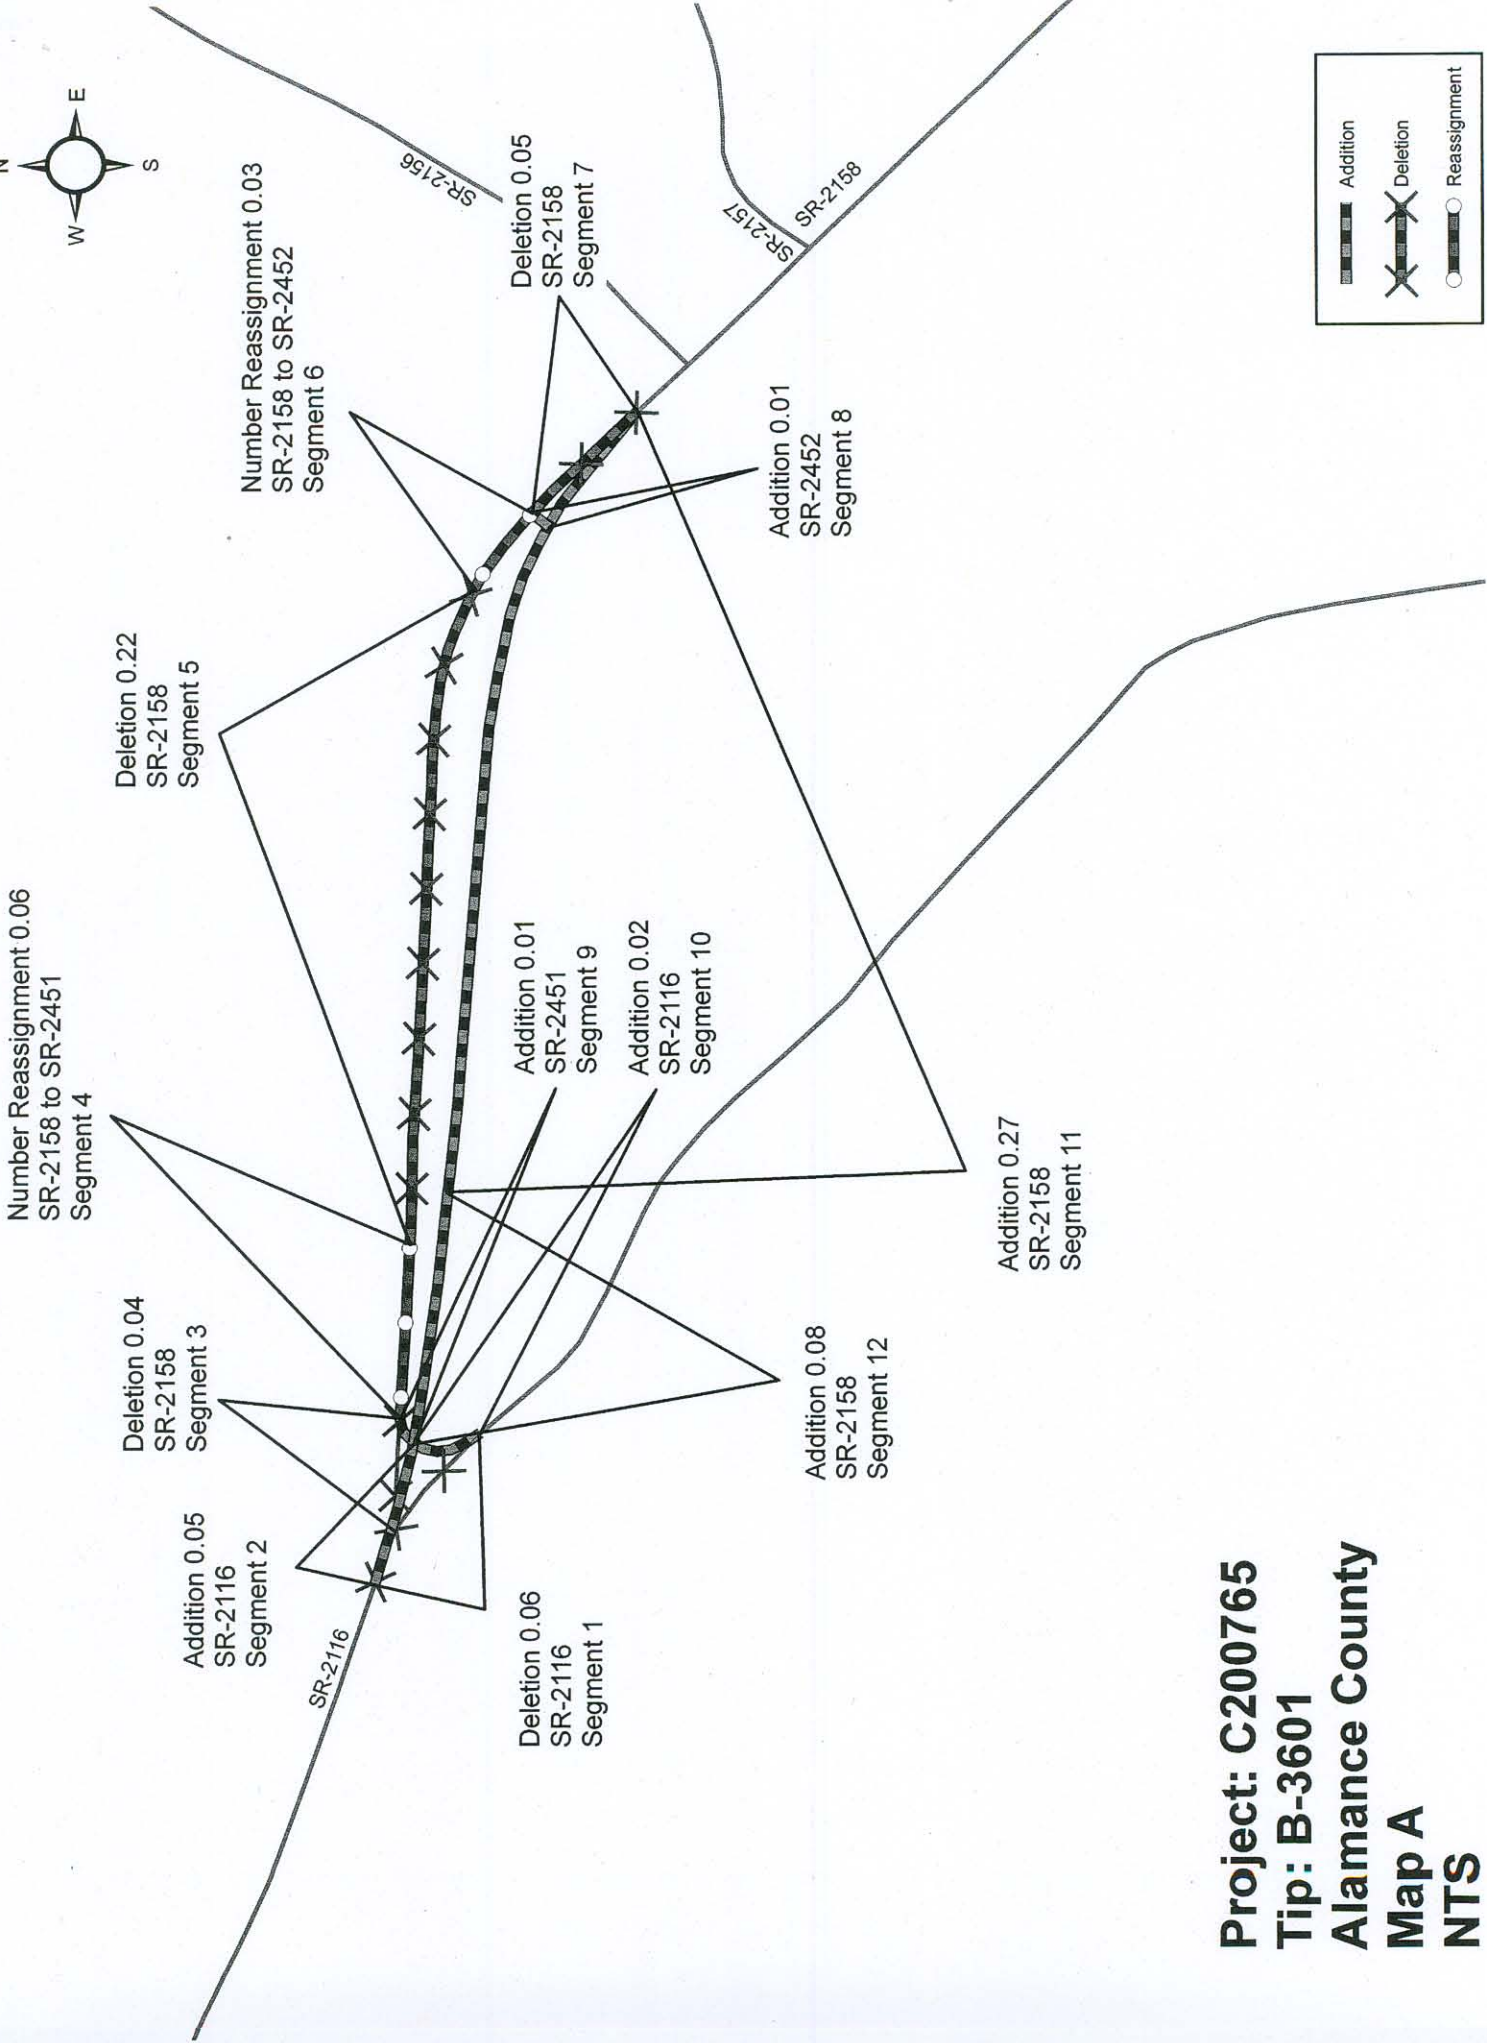 N
W
E
S
Number Reassignment 0.06
SR-2158 to SR-2451
Segment 4
Deletion 0.22
SR-2158
Segment 5
Number Reassignment 0.03
SR-2158 to SR-2452
Segment 6
Deletion 0.04
SR-2158
Segment 3
Addition 0.05
SR-2116
Segment 2
SR-2116
Deletion 0.06
SR-2116
Segment 1
Addition 0.01
SR-2451
Segment 9
Addition 0.02
SR-2116
Segment 10
SR-2156
Deletion 0.05
SR-2158
Segment 7
SR-2157
SR-2158
Addition 0.01
SR-2452
Segment 8
Addition 0.08
SR-2158
Segment 12
Addition 0.27
SR-2158
Segment 11
Project: C200765
Tip: B-3601
Alamance County
Map A
NTS
Addition
Deletion
Reassignment